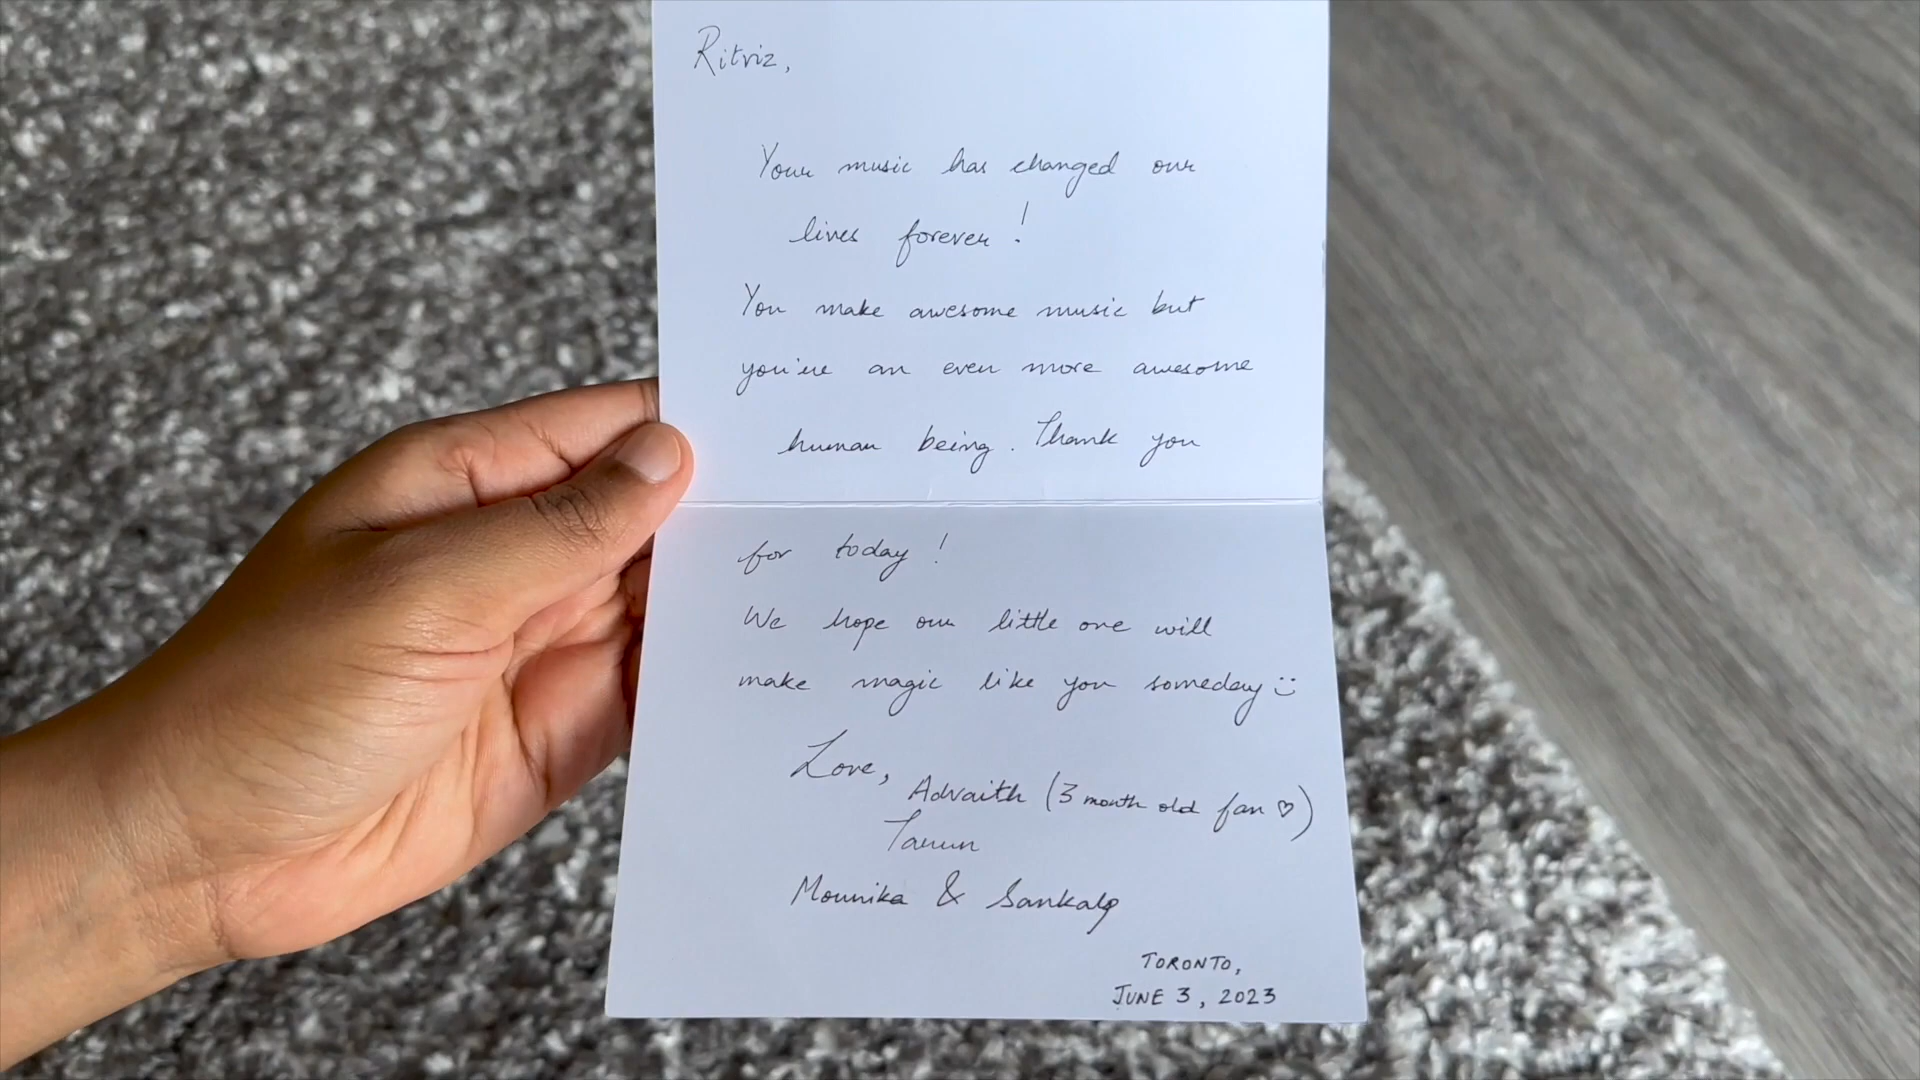 Ritviz,
Your music has changed our
lives forever!
You make awesome music but
you're an even more awesome
human being. Thank you
for today!
We hope our little one will
make magic like you someday :)
Love,
Advaith (3 month old fan ♡)
Tarun
Mounika & Sankalp
TORONTO,
JUNE 3, 2023